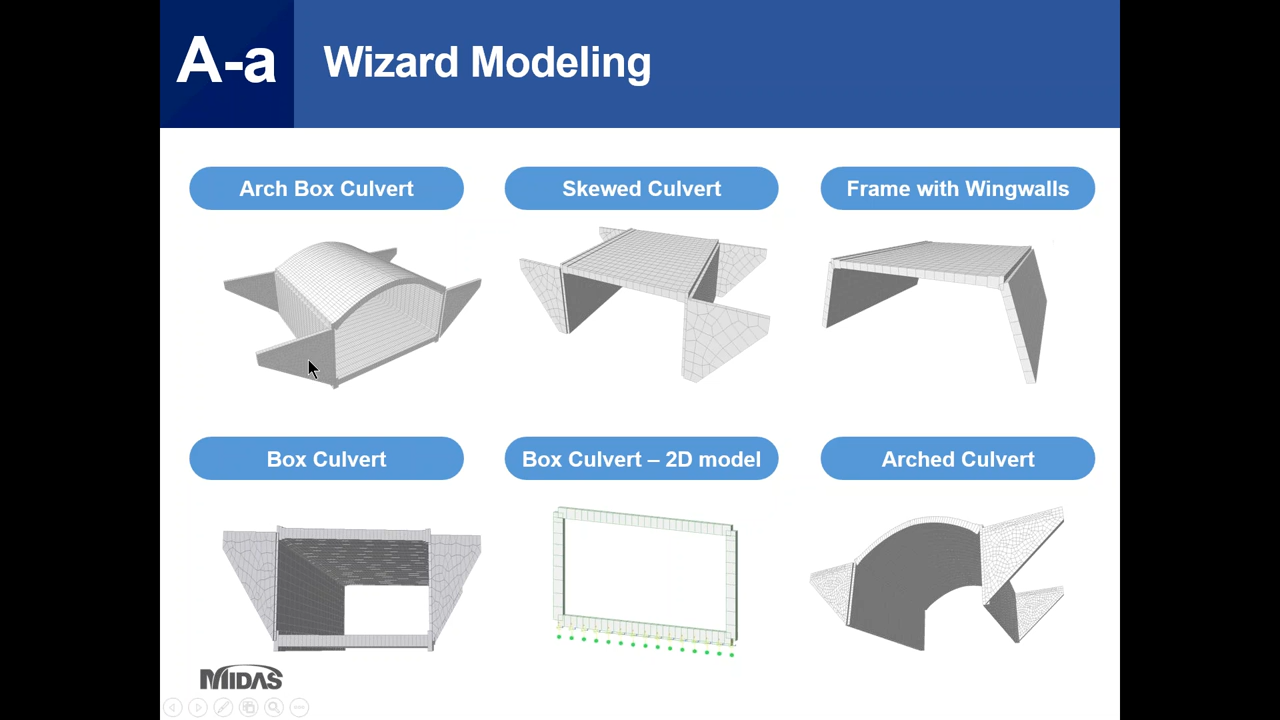 A-a
Wizard Modeling
Arch Box Culvert
Skewed Culvert
Frame with Wingwalls
Box Culvert
Box Culvert – 2D model
Arched Culvert
MIDAS